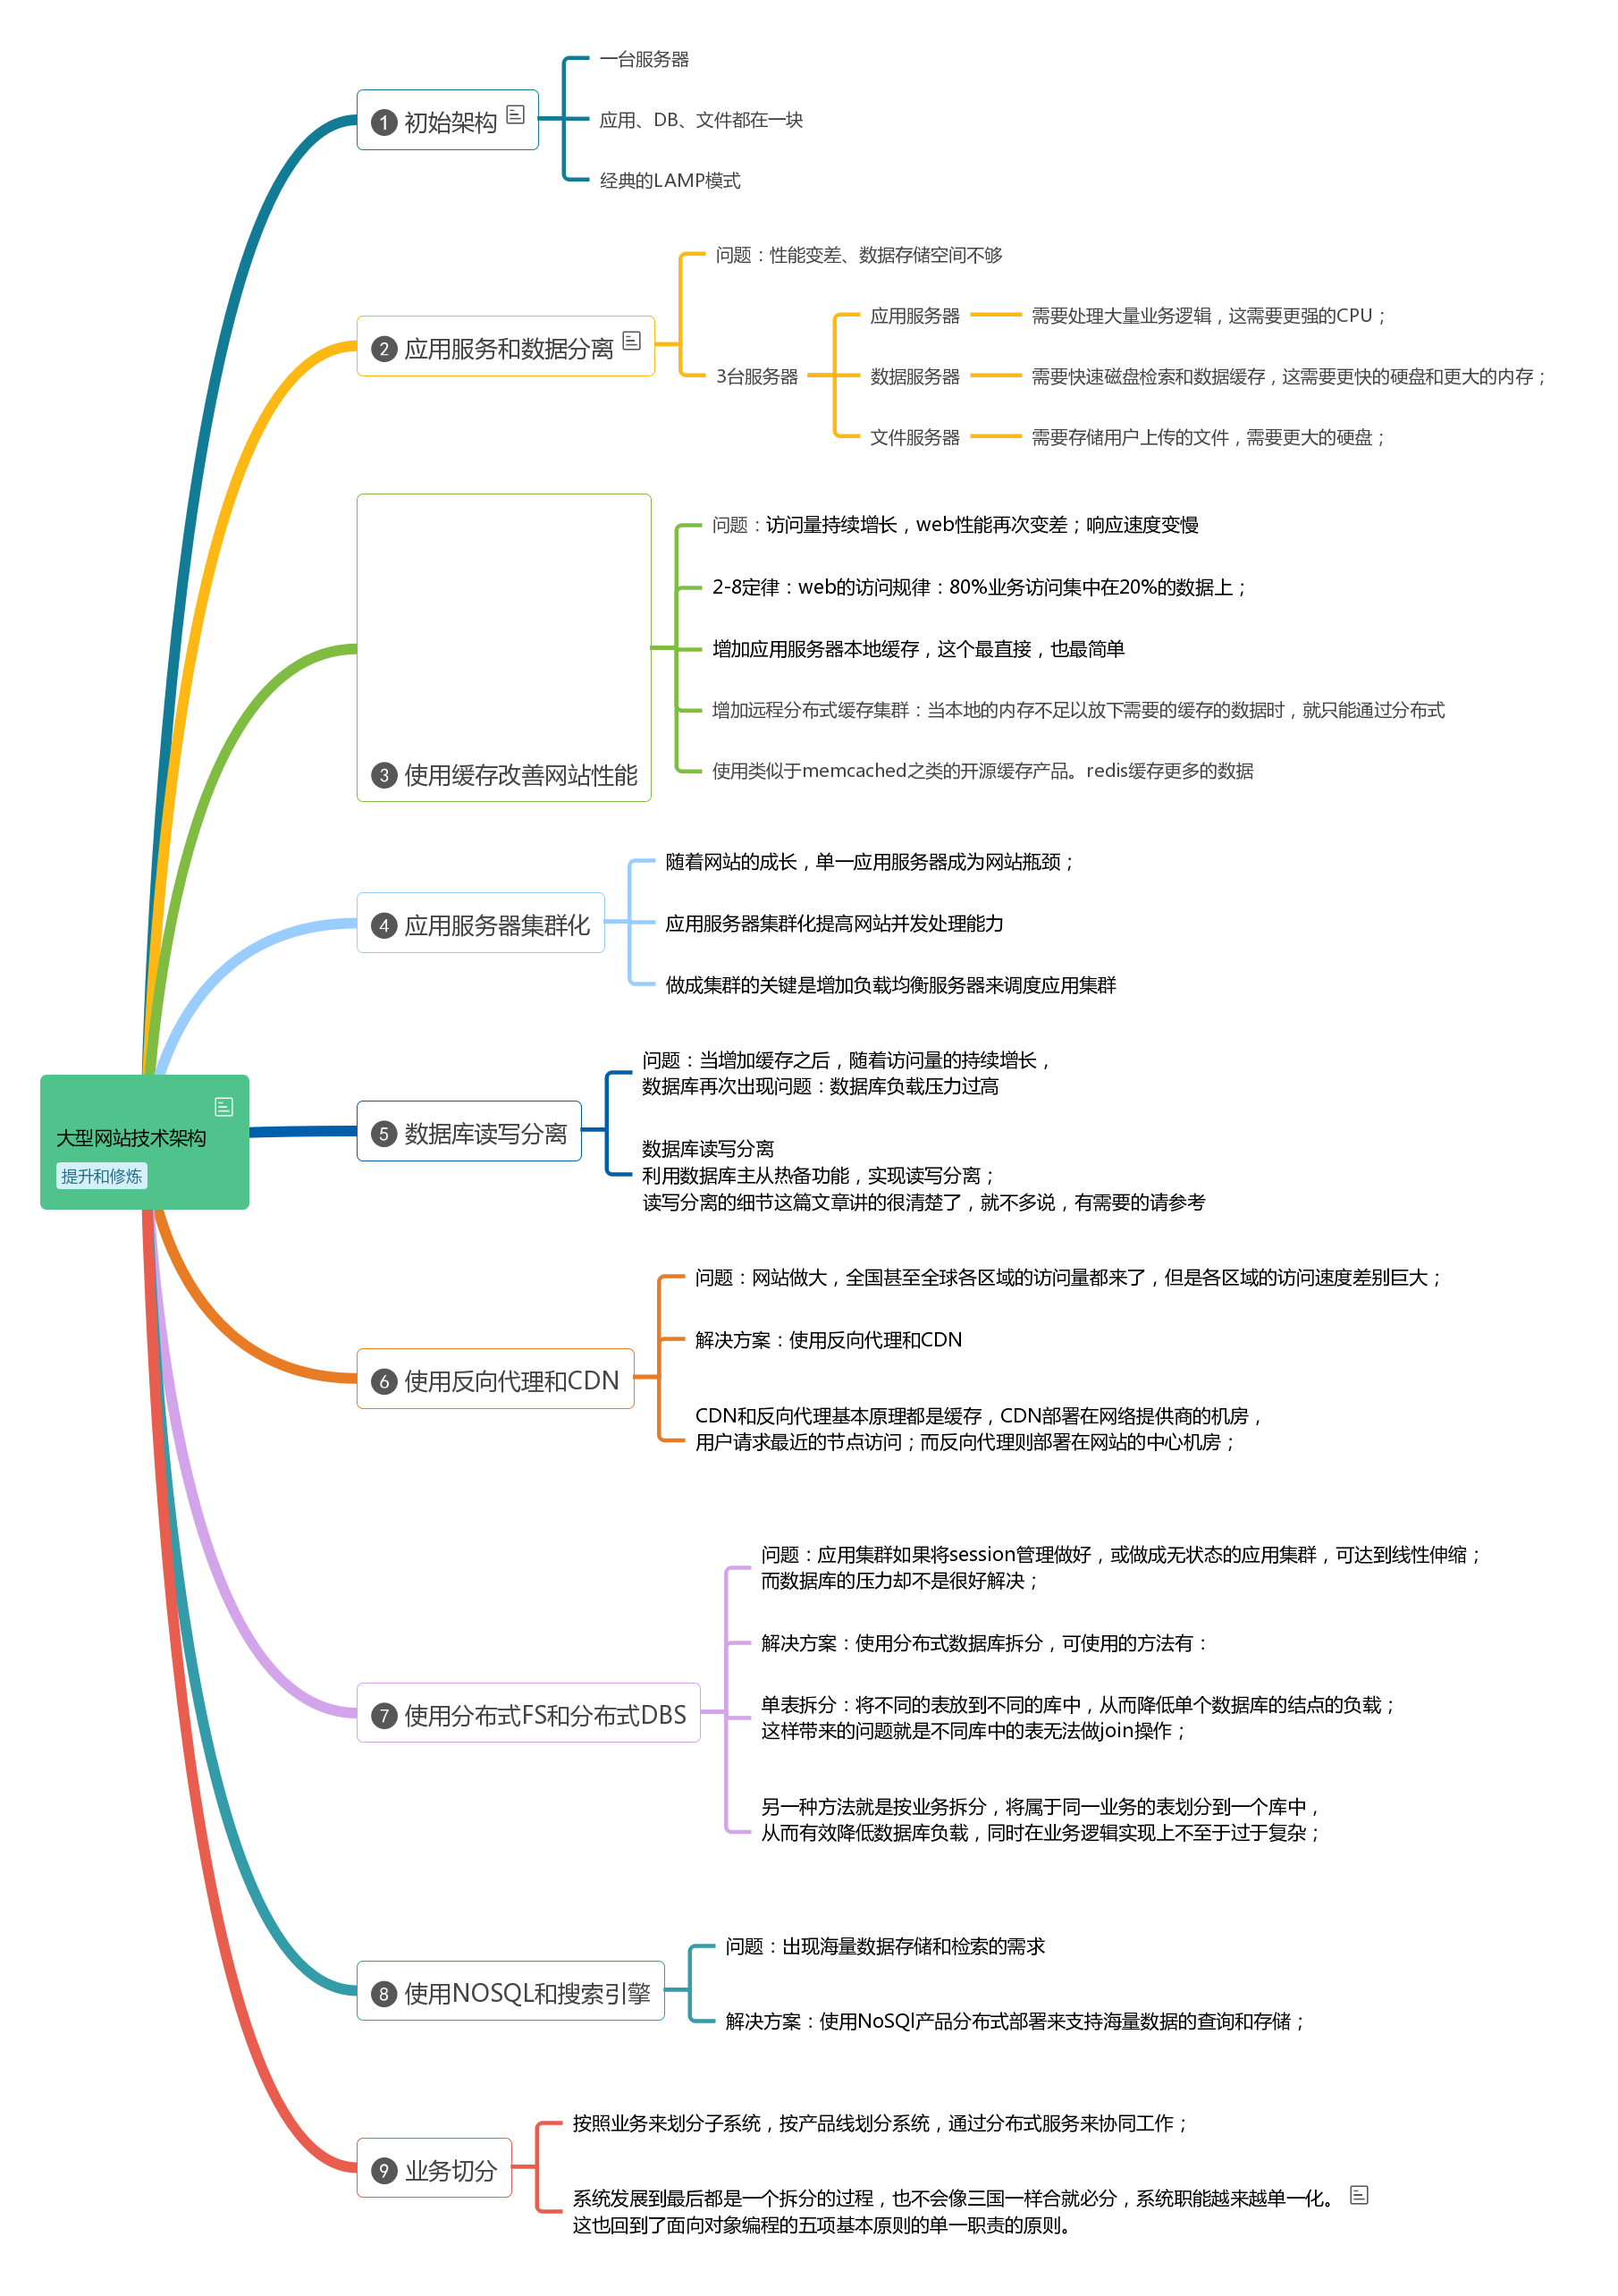 大型网站技术架构
提升和修炼
1 初始架构
一台服务器
应用、DB、文件都在一块
经典的LAMP模式
2 应用服务和数据分离
问题：性能变差、数据存储空间不够
3台服务器
应用服务器
需要处理大量业务逻辑，这需要更强的CPU；
数据服务器
需要快速磁盘检索和数据缓存，这需要更快的硬盘和更大的内存；
文件服务器
需要存储用户上传的文件，需要更大的硬盘；
3 使用缓存改善网站性能
问题：访问量持续增长，web性能再次变差；响应速度变慢
2-8定律：web的访问规律：80%业务访问集中在20%的数据上；
增加应用服务器本地缓存，这个最直接，也最简单
增加远程分布式缓存集群：当本地的内存不足以放下需要的缓存的数据时，就只能通过分布式
使用类似于memcached之类的开源缓存产品。redis缓存更多的数据
4 应用服务器集群化
随着网站的成长，单一应用服务器成为网站瓶颈；
应用服务器集群化提高网站并发处理能力
做成集群的关键是增加负载均衡服务器来调度应用集群
5 数据库读写分离
问题：当增加缓存之后，随着访问量的持续增长，
数据库再次出现问题：数据库负载压力过高
数据库读写分离
利用数据库主从热备功能，实现读写分离；
读写分离的细节这篇文章讲的很清楚了，就不多说，有需要的请参考
6 使用反向代理和CDN
问题：网站做大，全国甚至全球各区域的访问量都来了，但是各区域的访问速度差别巨大；
解决方案：使用反向代理和CDN
CDN和反向代理基本原理都是缓存，CDN部署在网络提供商的机房，
用户请求最近的节点访问；而反向代理则部署在网站的中心机房；
7 使用分布式FS和分布式DBS
问题：应用集群如果将session管理做好，或做成无状态的应用集群，可达到线性伸缩；
而数据库的压力却不是很好解决；
解决方案：使用分布式数据库拆分，可使用的方法有：
单表拆分：将不同的表放到不同的库中，从而降低单个数据库的结点的负载；
这样带来的问题就是不同库中的表无法做join操作；
另一种方法就是按业务拆分，将属于同一业务的表划分到一个库中，
从而有效降低数据库负载，同时在业务逻辑实现上不至于过于复杂；
8 使用NOSQL和搜索引擎
问题：出现海量数据存储和检索的需求
解决方案：使用NoSQl产品分布式部署来支持海量数据的查询和存储；
9 业务切分
按照业务来划分子系统，按产品线划分系统，通过分布式服务来协同工作；
系统发展到最后都是一个拆分的过程，也不会像三国一样合就必分，系统职能越来越单一化。
这也回到了面向对象编程的五项基本原则的单一职责的原则。